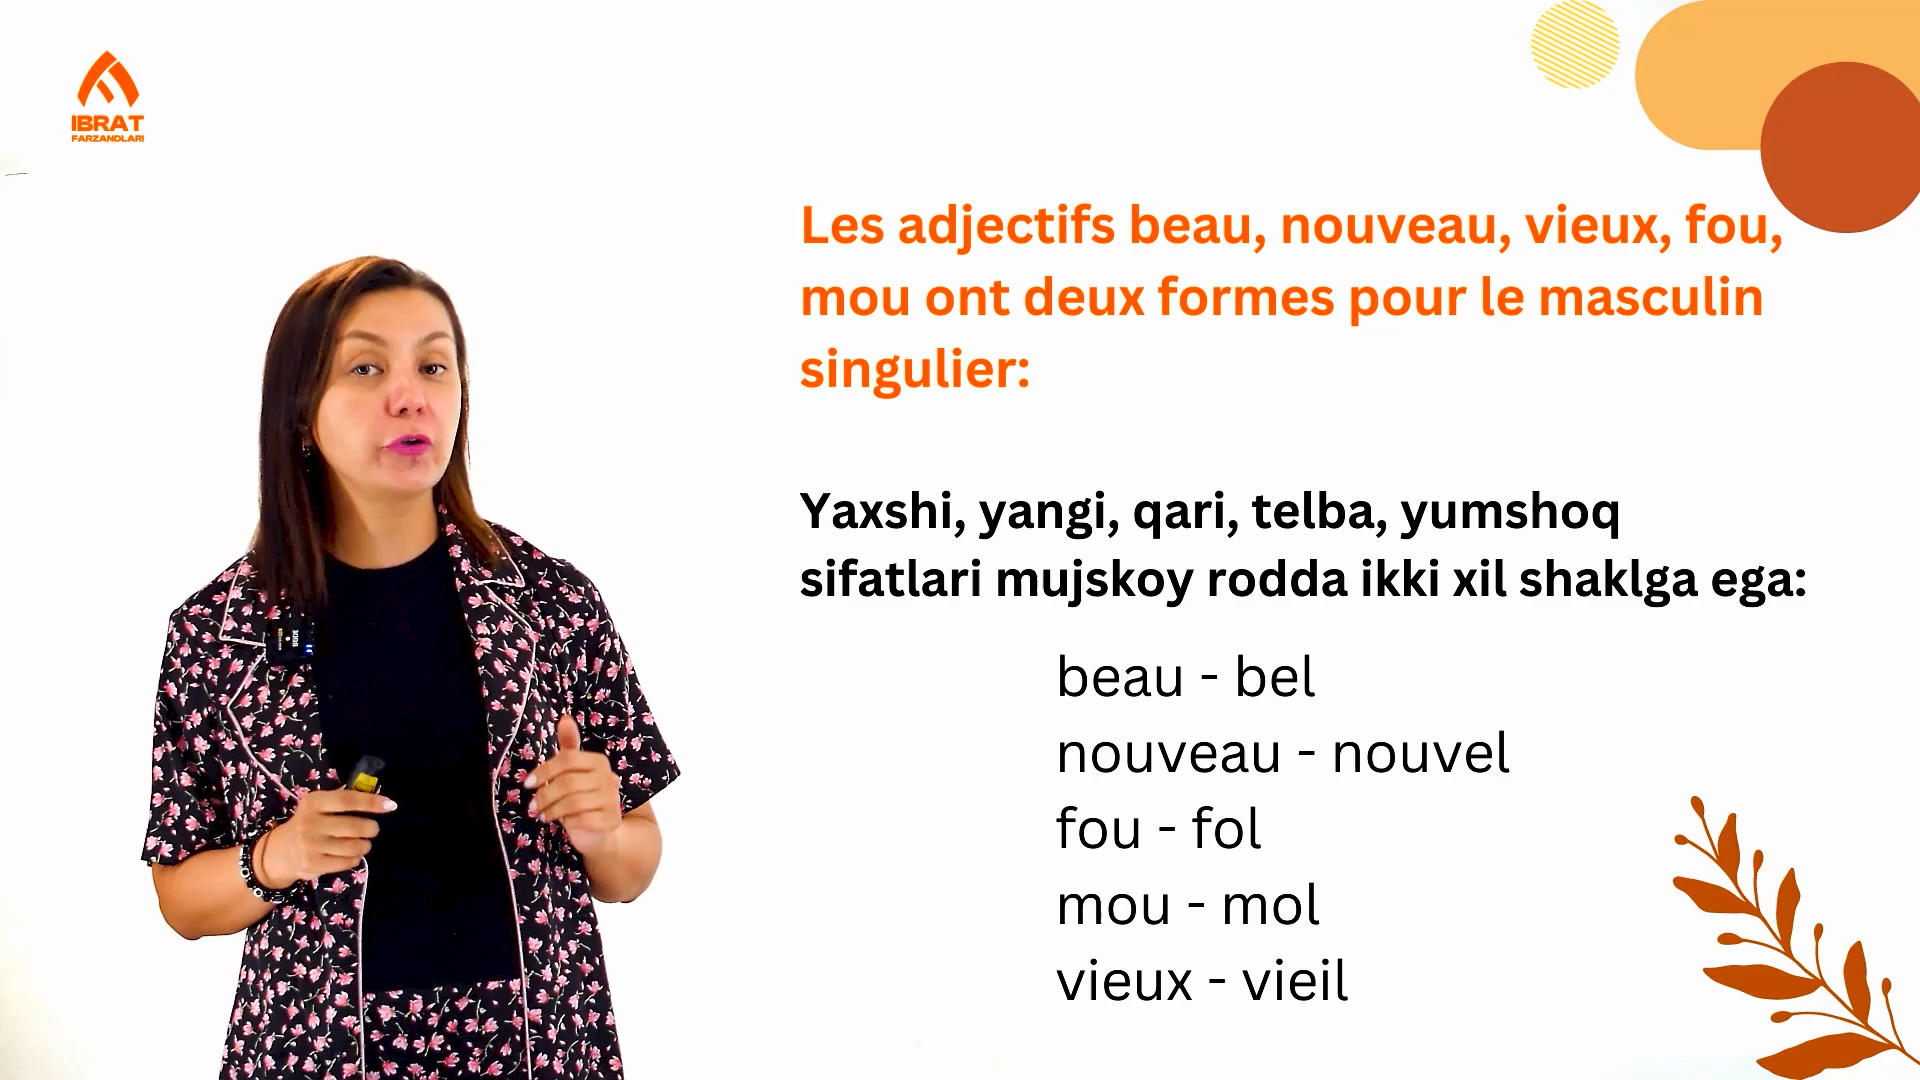 IBRAT
FARZANDLARI
Les adjectifs beau, nouveau, vieux, fou,
mou ont deux formes pour le masculin
singulier:
Yaxshi, yangi, qari, telba, yumshoq
sifatlari mujskoy rodda ikki xil shaklga ega:
beau - bel
nouveau - nouvel
fou - fol
mou - mol
vieux - vieil